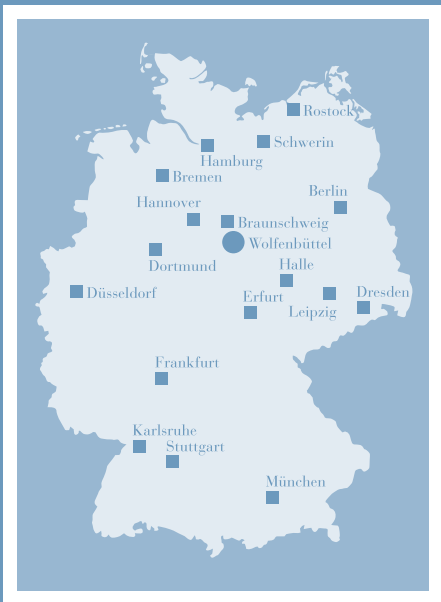 Rostock
Schwerin
Hamburg
Bremen
Berlin
Hannover
Braunschweig
Wolfenbüttel
Dortmund
Halle
Düsseldorf
Erfurt
Leipzig
Dresden
Frankfurt
Karlsruhe
Stuttgart
München